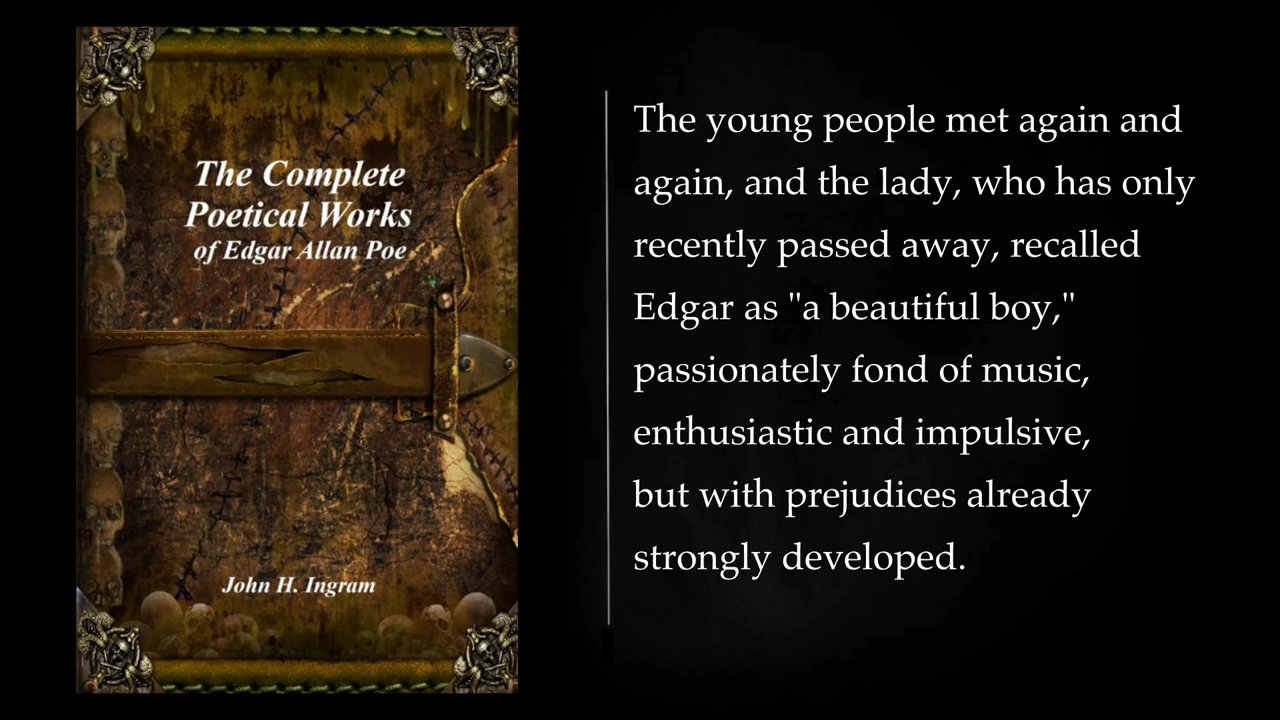 The Complete
Poetical Works
of Edgar Allan Poe
John H. Ingram
The young people met again and
again, and the lady, who has only
recently passed away, recalled
Edgar as "a beautiful boy,"
passionately fond of music,
enthusiastic and impulsive,
but with prejudices already
strongly developed.